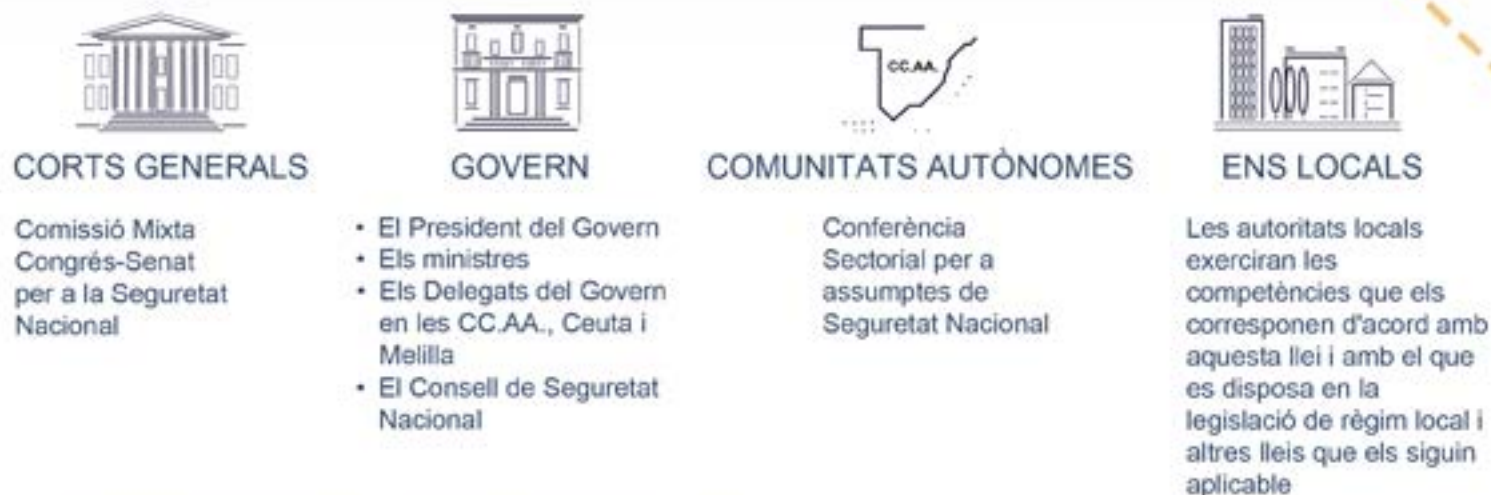 CORTS GENERALS
Comissió Mixta
Congrés-Senat
per a la Seguretat
Nacional
GOVERN
• El President del Govern
• Els ministres
• Els Delegats del Govern
en les CC.AA., Ceuta i
Melilla
• El Consell de Seguretat
Nacional
CC.AA.
COMUNITATS AUTÒNOMES
Conferència
Sectorial per a
assumptes de
Seguretat Nacional
ENS LOCALS
Les autoritats locals
exerciran les
competències que els
corresponen d'acord amb
aquesta llei i amb el que
es disposa en la
legislació de règim local i
altres lleis que els siguin
aplicable